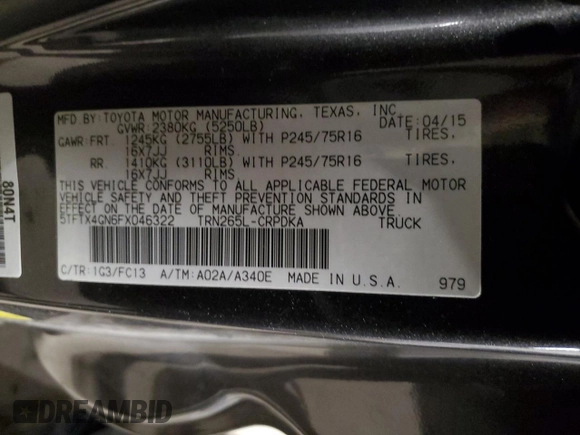 MFD BY: TOYOTA MOTOR MANUFACTURING, TEXAS, INC.
GVWR: 2380KG (5250LB) 04/15
GAWR: FRT 1245KG (2755LB) WITH P245/75R16 TIRES,
16X7JJ RIMS
RR. 1410KG (3110LB) WITH P245/75R16 TIRES,
16X7JJ RIMS
THIS VEHICLE CONFORMS TO ALL APPLICABLE FEDERAL MOTOR
VEHICLE SAFETY AND THEFT PREVENTION STANDARDS IN
EFFECT ON THE DATE OF MANUFACTURE SHOWN ABOVE.
5TFTX4GN6FX046322 TRN265L-CRPDKA TRUCK
C/TR: 1G3/FC13 A/TM: A02A/A340E MADE IN U.S.A. 979
80N4T
DREAMBID